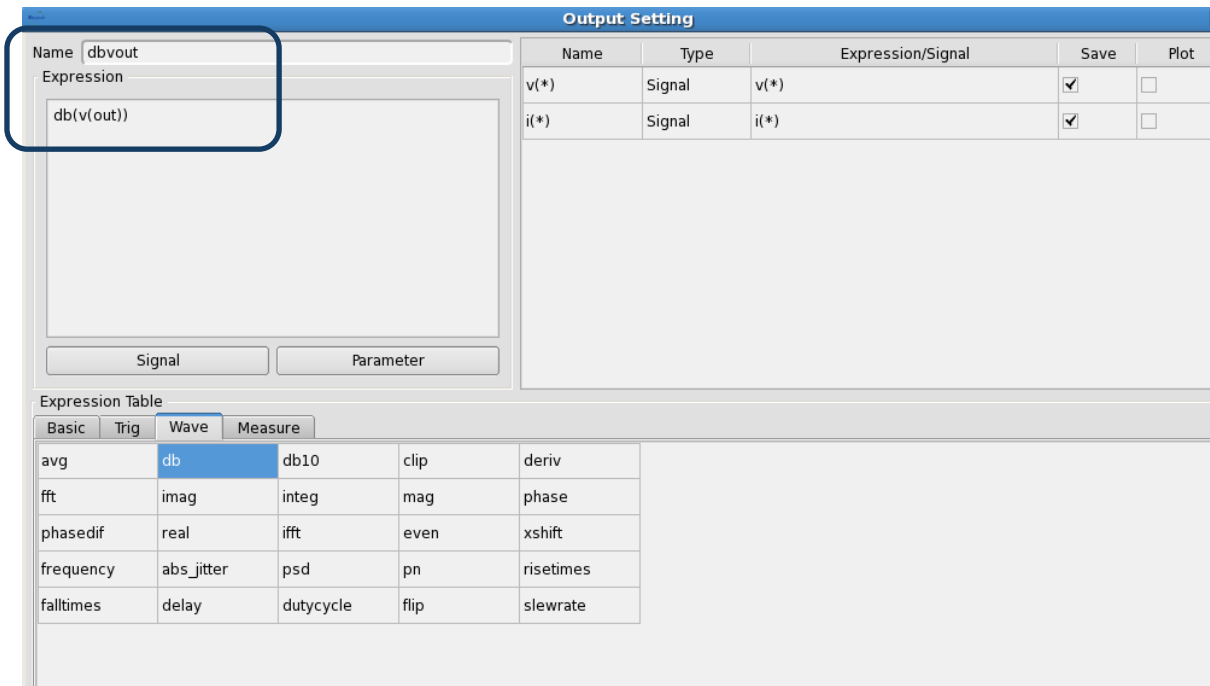 Output Setting
Name dbvout
Expression
db(v(out))
Signal Parameter
Name Type Expression/Signal Save Plot
v(*) Signal v(*)
i(*) Signal i(*)
Expression Table
Basic Trig Wave Measure
avg db db10 clip deriv
fft imag integ mag phase
phasedif real ifft even xshift
frequency abs_jitter psd pn risetimes
falltimes delay dutycycle flip slewrate